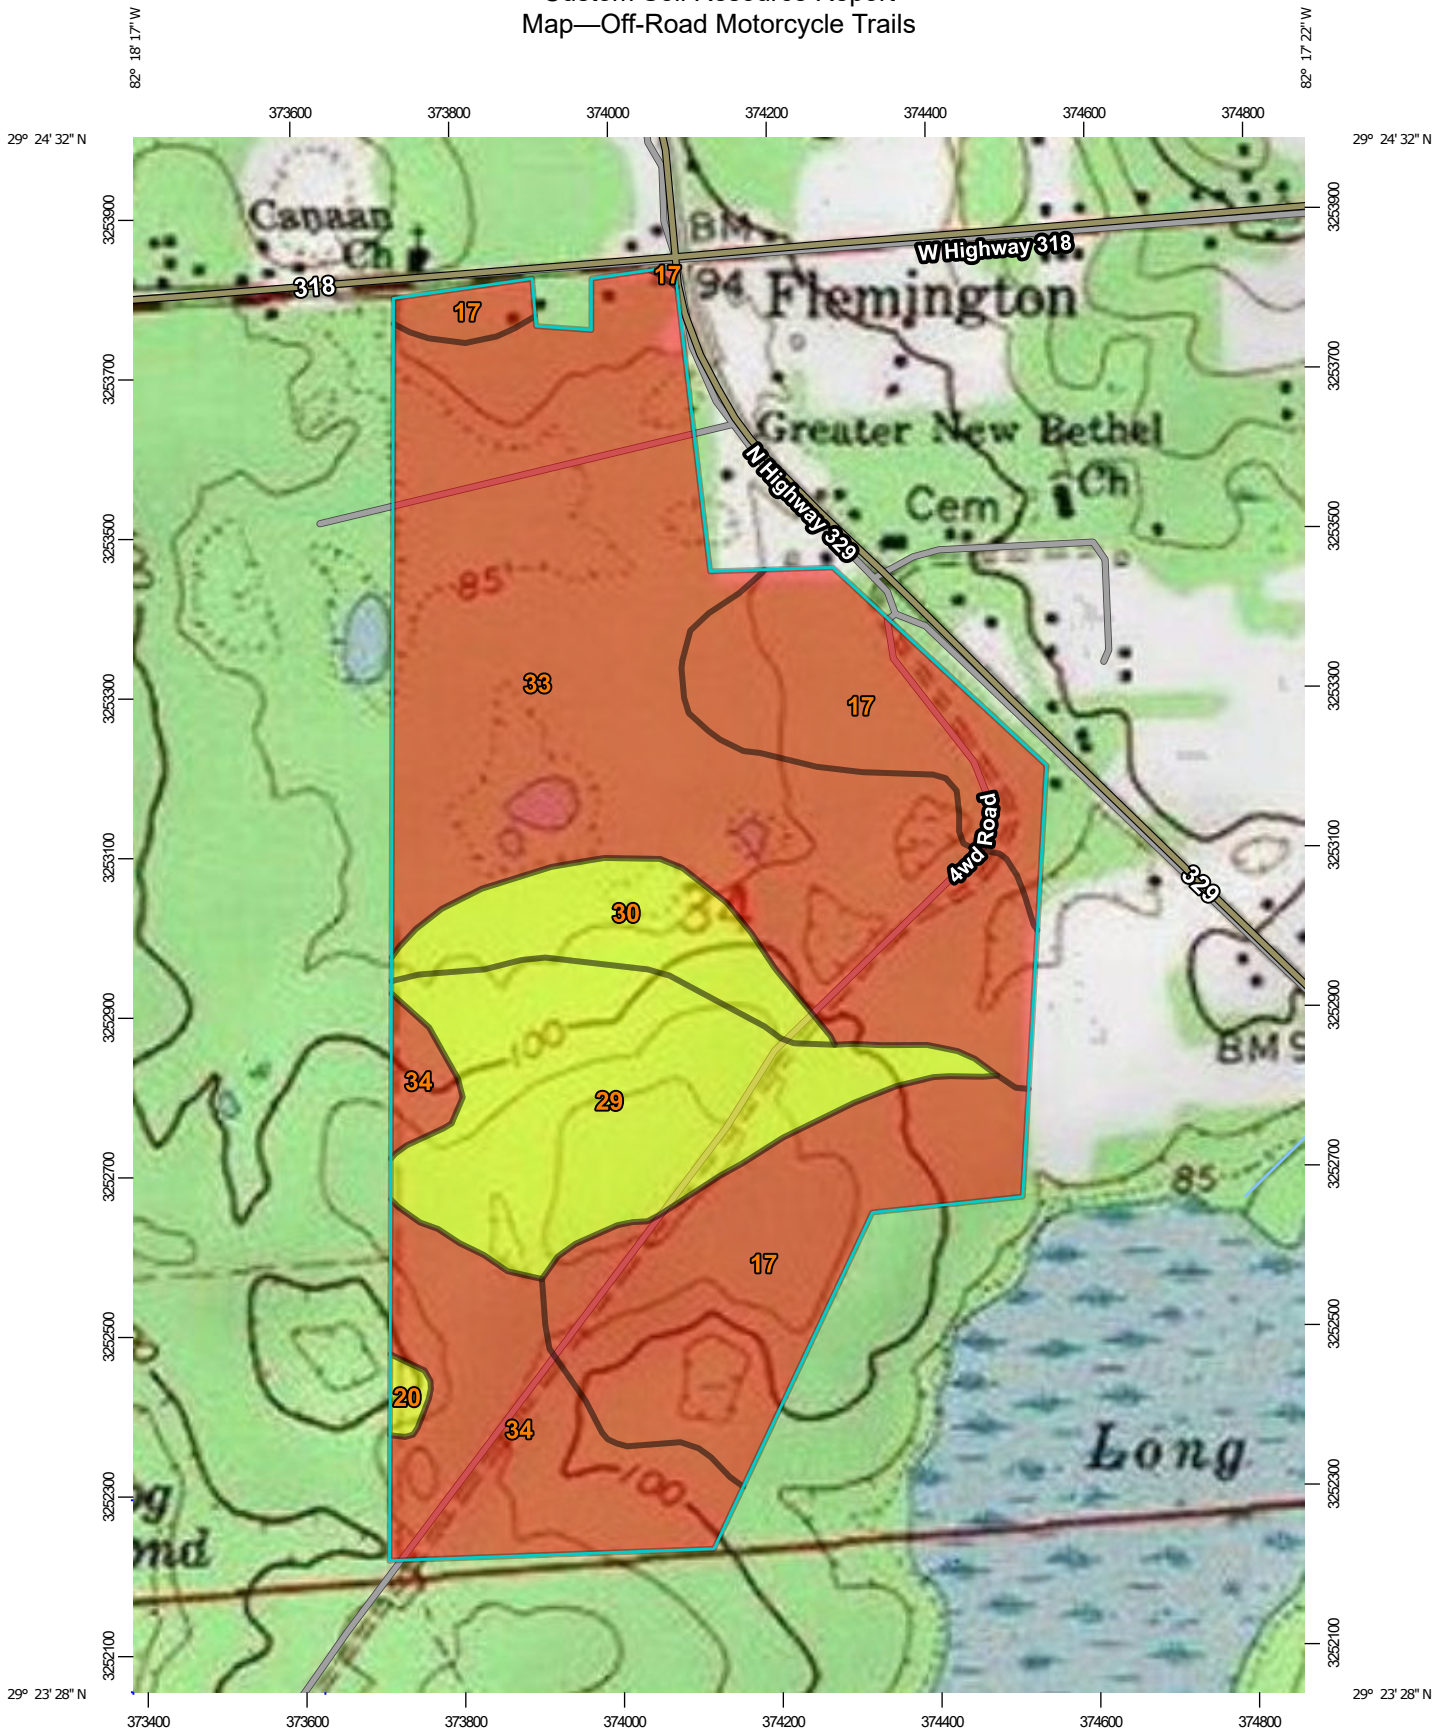 Map—Off-Road Motorcycle Trails
82° 18' 17'' W
82° 17' 22'' W
373600
373800
374000
374200
374400
374600
374800
29° 24' 32'' N
29° 24' 32'' N
3253900
3253900
Canaan
Ch
BM
94
W Highway 318
318
17
17
Flemington
3253700
3253700
Greater New Bethel
Ch
Cem
N Highway 329
3253500
3253500
85
33
17
3253300
3253300
4wd Road
3253100
3253100
329
30
84
3252900
3252900
100
BM
34
29
3252700
3252700
85
17
3252500
3252500
20
34
100
Long
3252300
3252300
3252100
3252100
29° 23' 28'' N
29° 23' 28'' N
373400
373600
373800
374000
374200
374400
374600
374800